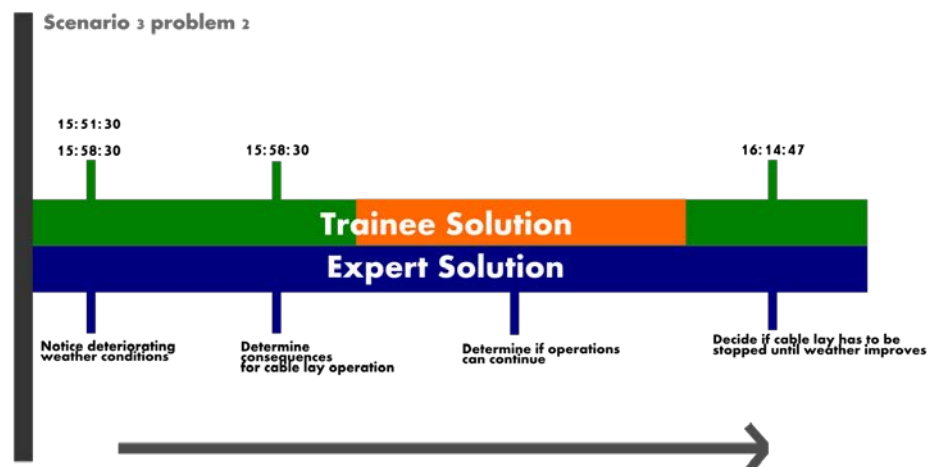 Scenario 3 problem 2
15:51:30
15:58:30
15:58:30
16:14:47
Trainee Solution
Expert Solution
Notice deteriorating
weather conditions
Determine
consequences
for cable lay operation
Determine if operations
can continue
Decide if cable lay has to be
stopped until weather improves